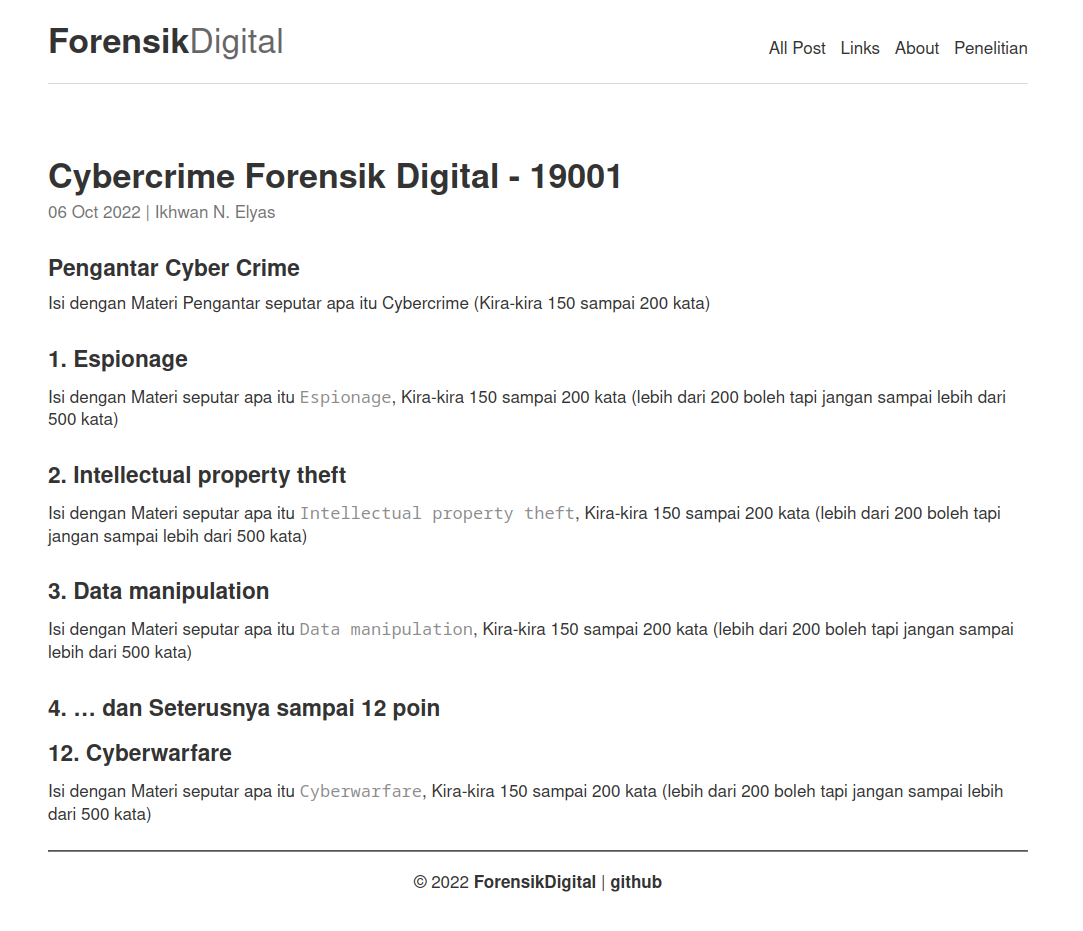 ForensikDigital
All Post Links About Penelitian
Cybercrime Forensik Digital - 19001
06 Oct 2022 | Ikhwan N. Elyas
Pengantar Cyber Crime
Isi dengan Materi Pengantar seputar apa itu Cybercrime (Kira-kira 150 sampai 200 kata)
1. Espionage
Isi dengan Materi seputar apa itu Espionage, Kira-kira 150 sampai 200 kata (lebih dari 200 boleh tapi jangan sampai lebih dari
500 kata)
2. Intellectual property theft
Isi dengan Materi seputar apa itu Intellectual property theft, Kira-kira 150 sampai 200 kata (lebih dari 200 boleh tapi
jangan sampai lebih dari 500 kata)
3. Data manipulation
Isi dengan Materi seputar apa itu Data manipulation, Kira-kira 150 sampai 200 kata (lebih dari 200 boleh tapi jangan sampai
lebih dari 500 kata)
4. … dan Seterusnya sampai 12 poin
12. Cyberwarfare
Isi dengan Materi seputar apa itu Cyberwarfare, Kira-kira 150 sampai 200 kata (lebih dari 200 boleh tapi jangan sampai lebih
dari 500 kata)
© 2022 ForensikDigital | github